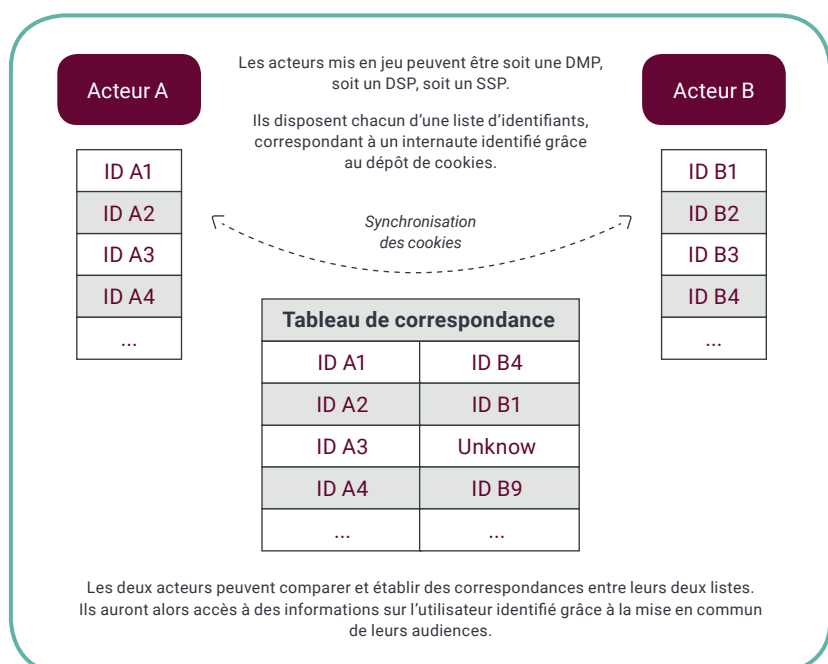 Acteur A
Les acteurs mis en jeu peuvent être soit une DMP,
soit un DSP, soit un SSP.
Ils disposent chacun d’une liste d’identifiants,
correspondant à un internaute identifié grâce
au dépôt de cookies.
Acteur B
ID A1
ID A2
ID A3
ID A4
...
Synchronisation
des cookies
ID B1
ID B2
ID B3
ID B4
...
Tableau de correspondance
ID A1 ID B4
ID A2 ID B1
ID A3 Unknow
ID A4 ID B9
... ...
Les deux acteurs peuvent comparer et établir des correspondances entre leurs deux listes.
Ils auront alors accès à des informations sur l’utilisateur identifié grâce à la mise en commun
de leurs audiences.